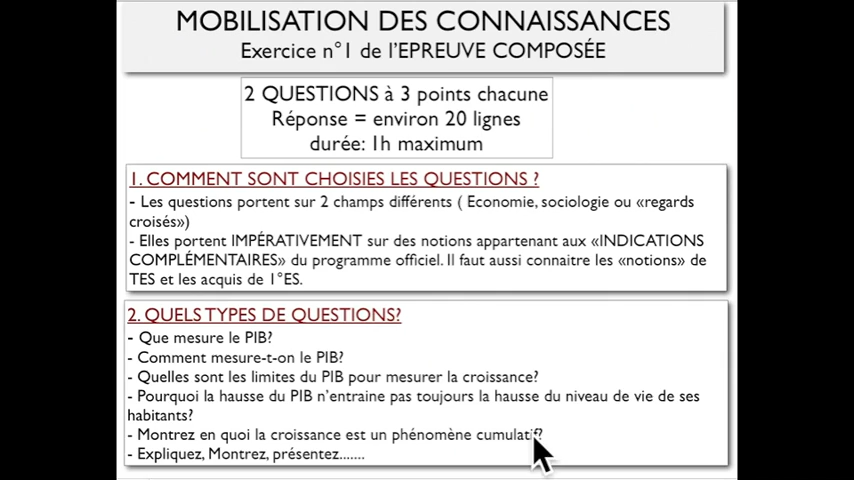 MOBILISATION DES CONNAISSANCES
Exercice n°1 de l'EPREUVE COMPOSÉE
2 QUESTIONS à 3 points chacune
Réponse = environ 20 lignes
durée: 1h maximum
1. COMMENT SONT CHOISIES LES QUESTIONS ?
- Les questions portent sur 2 champs différents ( Economie, sociologie ou «regards
croisés»)
- Elles portent IMPÉRATIVEMENT sur des notions appartenant aux «INDICATIONS
COMPLÉMENTAIRES» du programme officiel. Il faut aussi connaitre les «notions» de
TES et les acquis de 1°ES.
2. QUELS TYPES DE QUESTIONS?
- Que mesure le PIB?
- Comment mesure-t-on le PIB?
- Quelles sont les limites du PIB pour mesurer la croissance?
- Pourquoi la hausse du PIB n'entraine pas toujours la hausse du niveau de vie de ses
habitants?
- Montrez en quoi la croissance est un phénomène cumulatif?
- Expliquez, Montrez, présentez.......